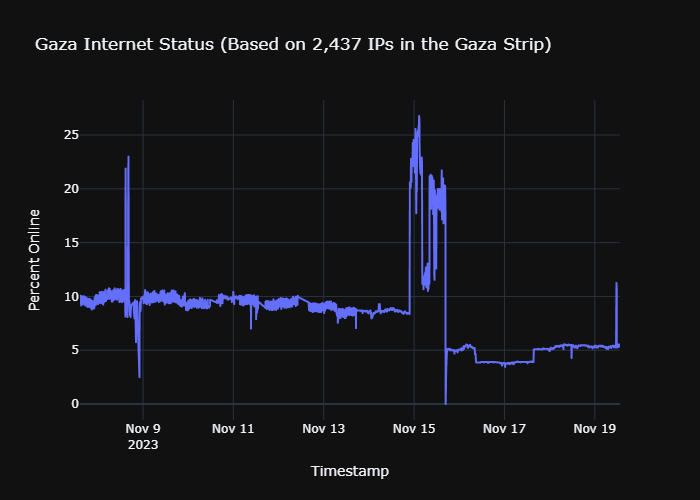 Gaza Internet Status (Based on 2,437 IPs in the Gaza Strip)
Percent Online
25
20
15
10
5
0
Nov 9
2023
Nov 11
Nov 13
Nov 15
Nov 17
Nov 19
Timestamp